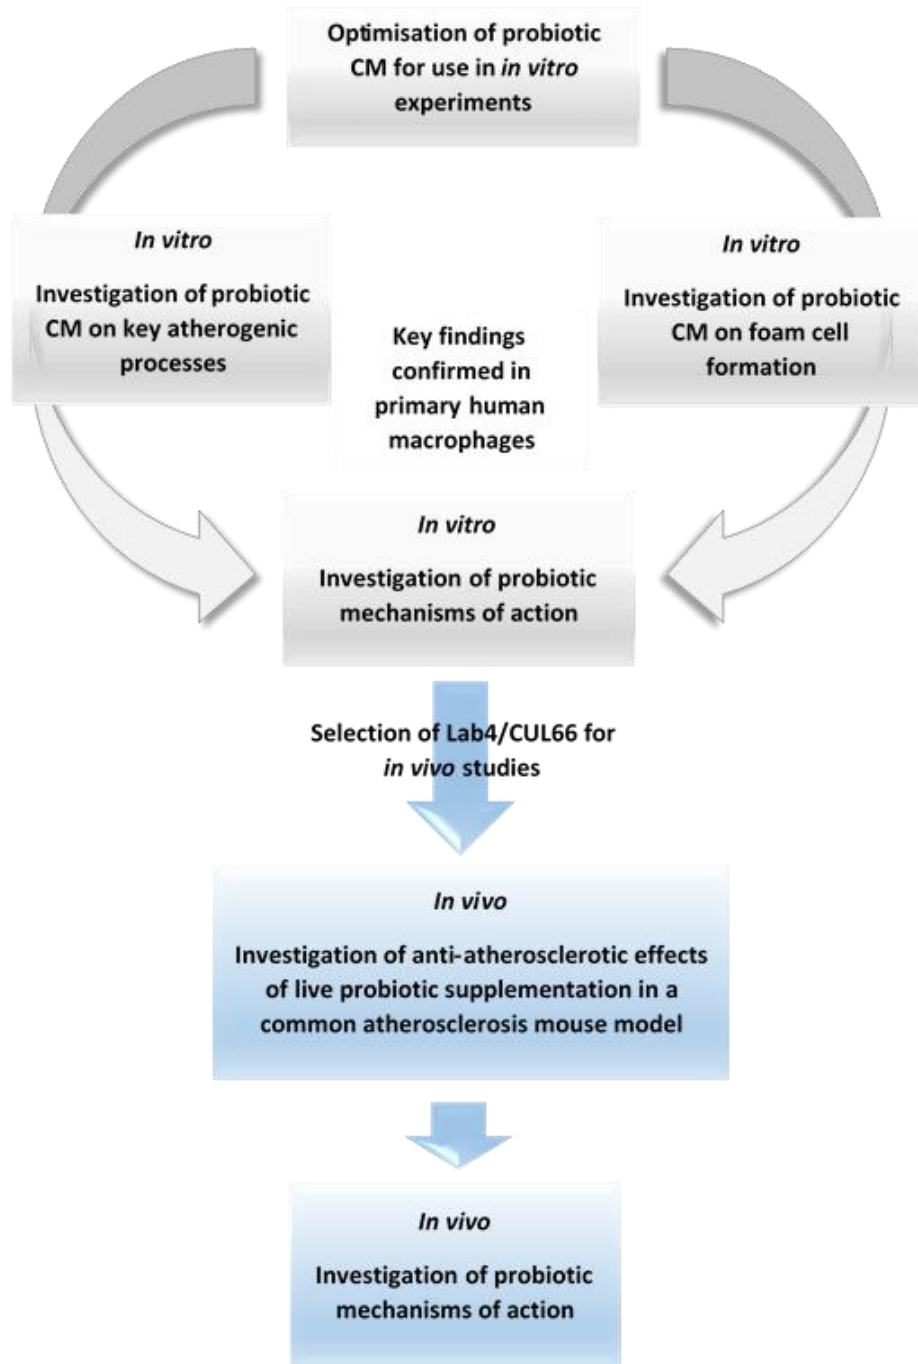 Optimisation of probiotic
CM for use in in vitro
experiments
In vitro
Investigation of probiotic
CM on key atherogenic
processes
In vitro
Investigation of probiotic
CM on foam cell
formation
Key findings
confirmed in
primary human
macrophages
In vitro
Investigation of probiotic
mechanisms of action
Selection of Lab4/CUL66 for
in vivo studies
In vivo
Investigation of anti-atherosclerotic effects
of live probiotic supplementation in a
common atherosclerosis mouse model
In vivo
Investigation of probiotic
mechanisms of action